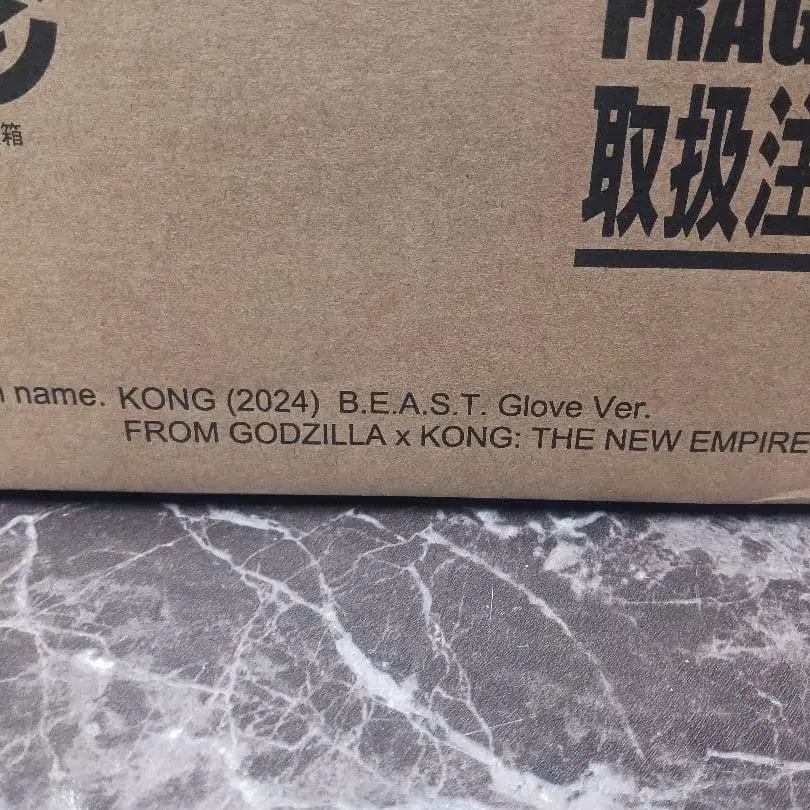 FRAG
取扱注
箱
name. KONG (2024) B.E.A.S.T. Glove Ver.
FROM GODZILLA x KONG: THE NEW EMPIRE